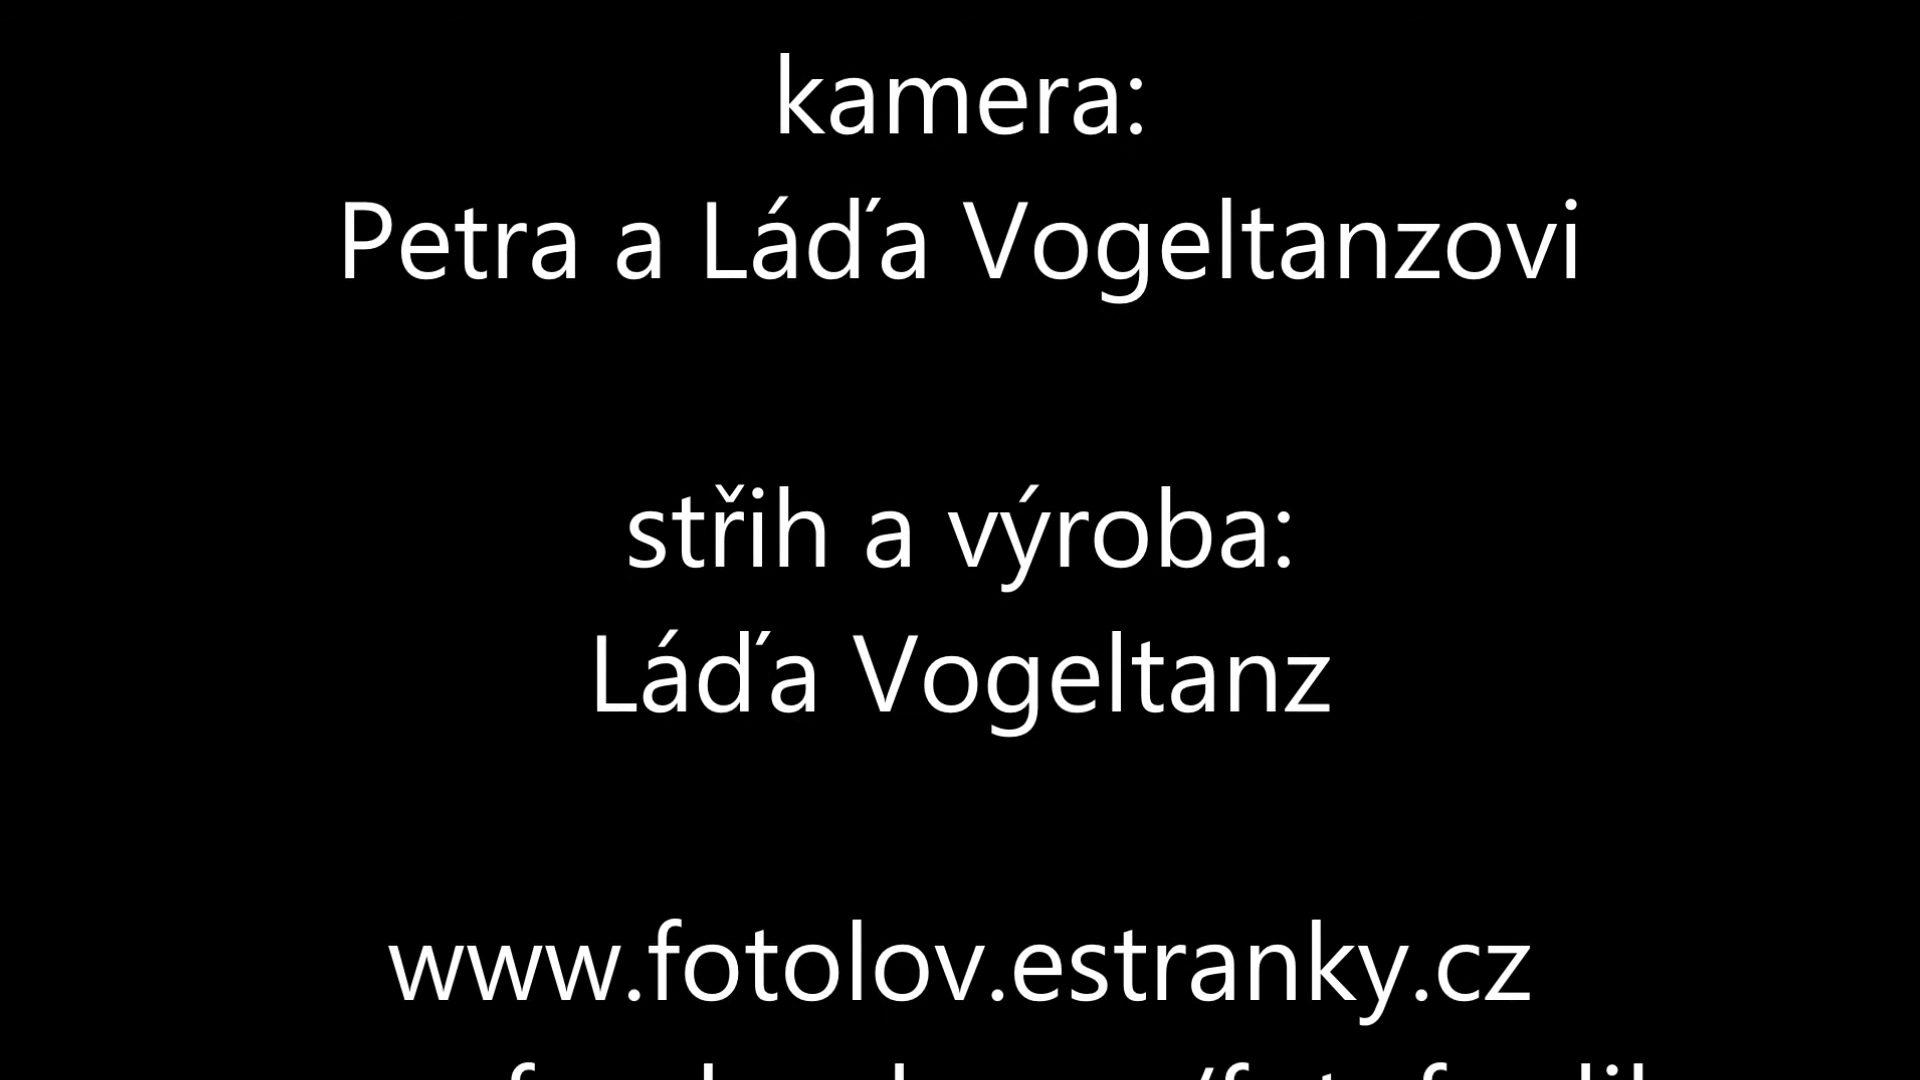 kamera:
Petra a Láďa Vogeltanzovi
střih a výroba:
Láďa Vogeltanz
www.fotolov.estranky.cz